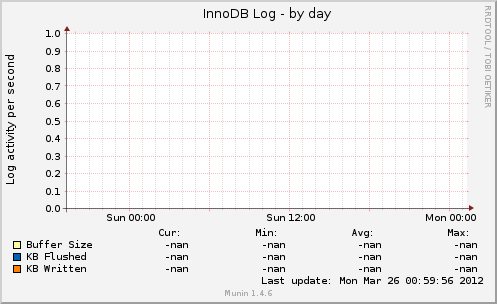 InnoDB Log - by day
RRDTOOL / TOBI OETIKER
Log activity per second
1.0
0.9
0.8
0.7
0.6
0.5
0.4
0.3
0.2
0.1
0.0
Sun 00:00 Sun 12:00 Mon 00:00
Cur: Min: Avg: Max:
Buffer Size -nan -nan -nan -nan
KB Flushed -nan -nan -nan -nan
KB Written -nan -nan -nan -nan
Last update: Mon Mar 26 00:59:56 2012
Munin 1.4.6